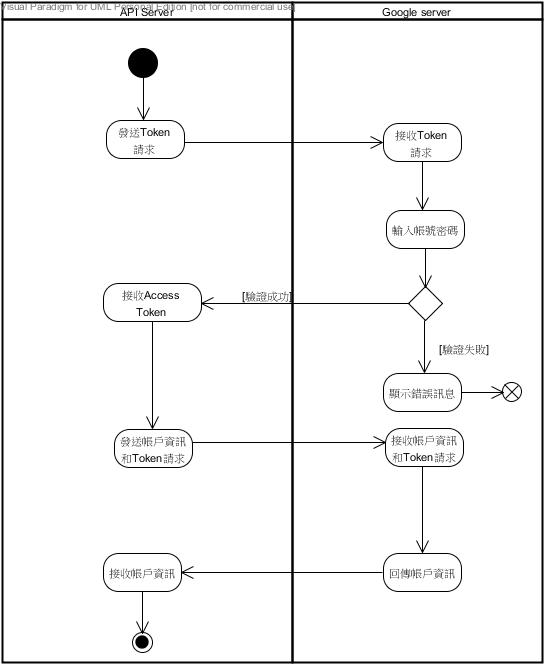 Visual Paradigm for UML Personal Edition [not for commercial use]
API Server
Google server
發送Token
請求
接收Token
請求
輸入帳號密碼
接收Access
Token
[驗證成功]
[驗證失敗]
顯示錯誤訊息
發送帳戶資訊
和Token請求
接收帳戶資訊
和Token請求
接收帳戶資訊
回傳帳戶資訊